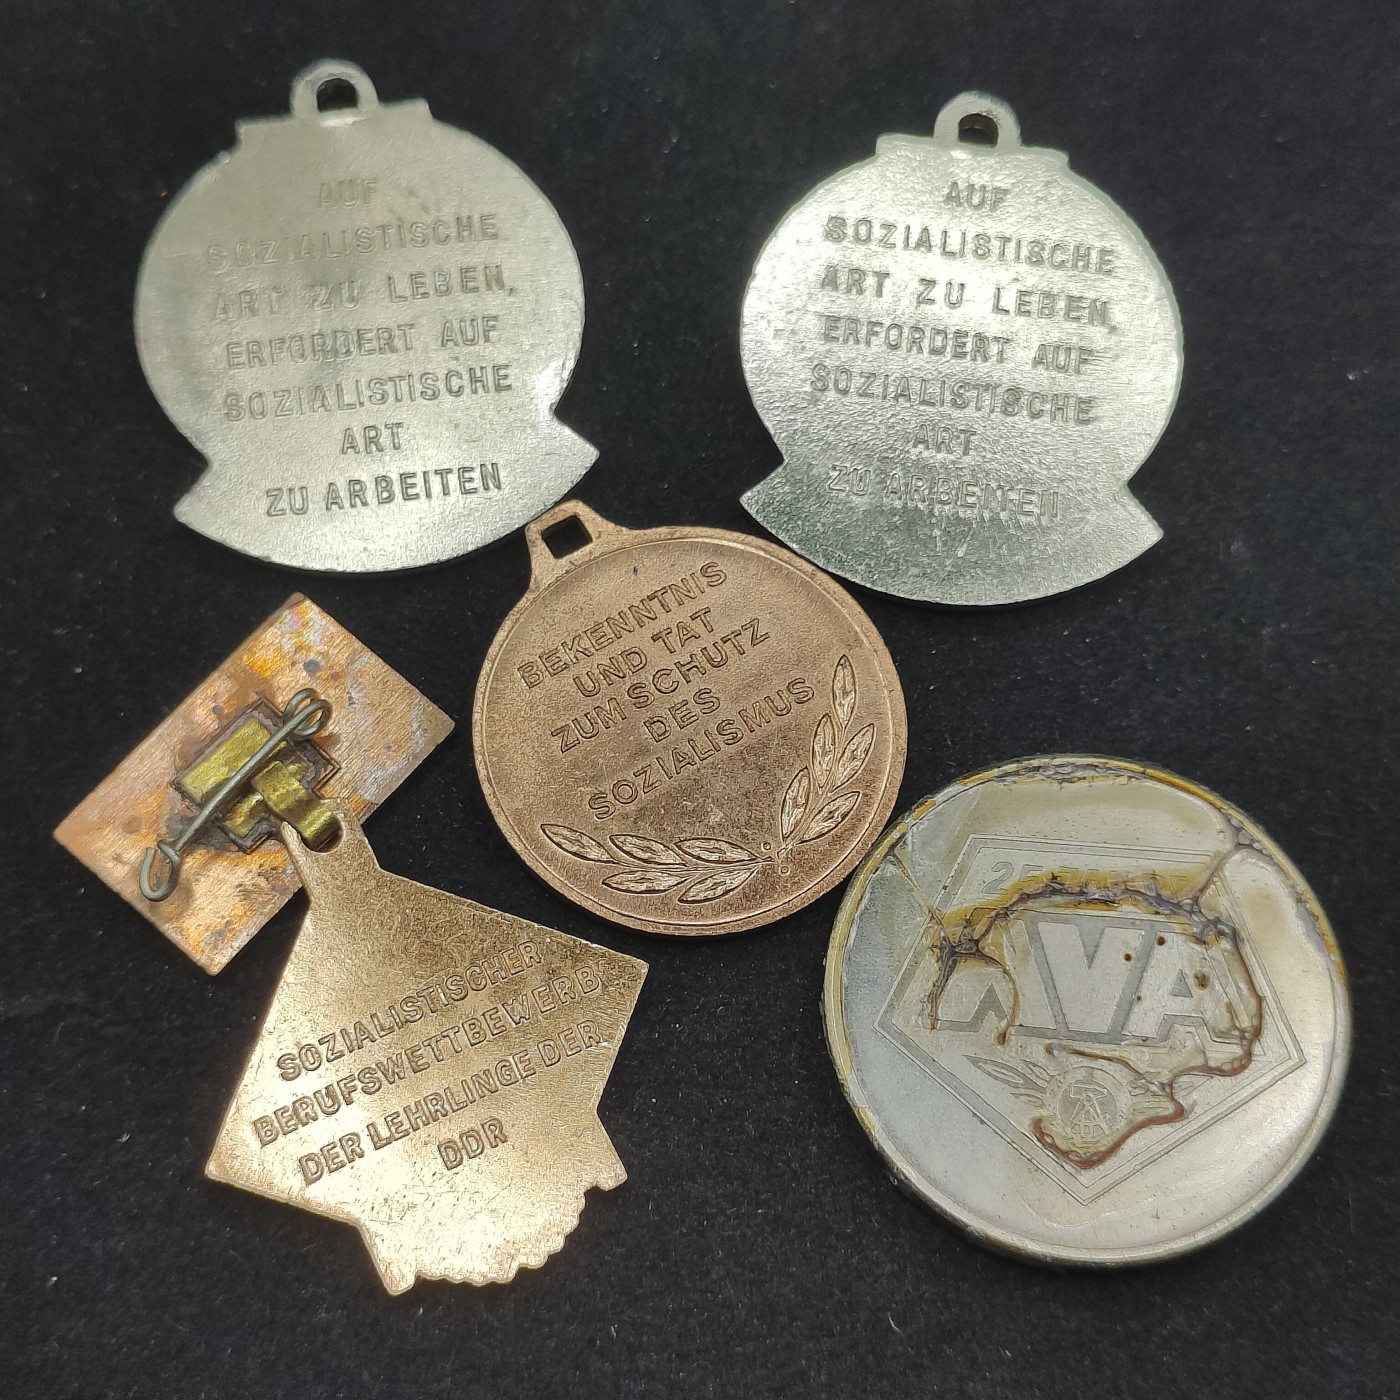 AUF
SOZIALISTISCHE
ART ZU LEBEN,
ERFORDERT AUF
SOZIALISTISCHE
ART
ZU ARBEITEN
AUF
SOZIALISTISCHE
ART ZU LEBEN,
ERFORDERT AUF
SOZIALISTISCHE
ART
ZU ARBEITEN
BEKENNTNIS
UND TAT
ZUM SCHUTZ
DES
SOZIALISMUS
SOZIALISTISCHER
BERUFSWETTBEWERB
DER LEHRLINGE DER
DDR
NVA